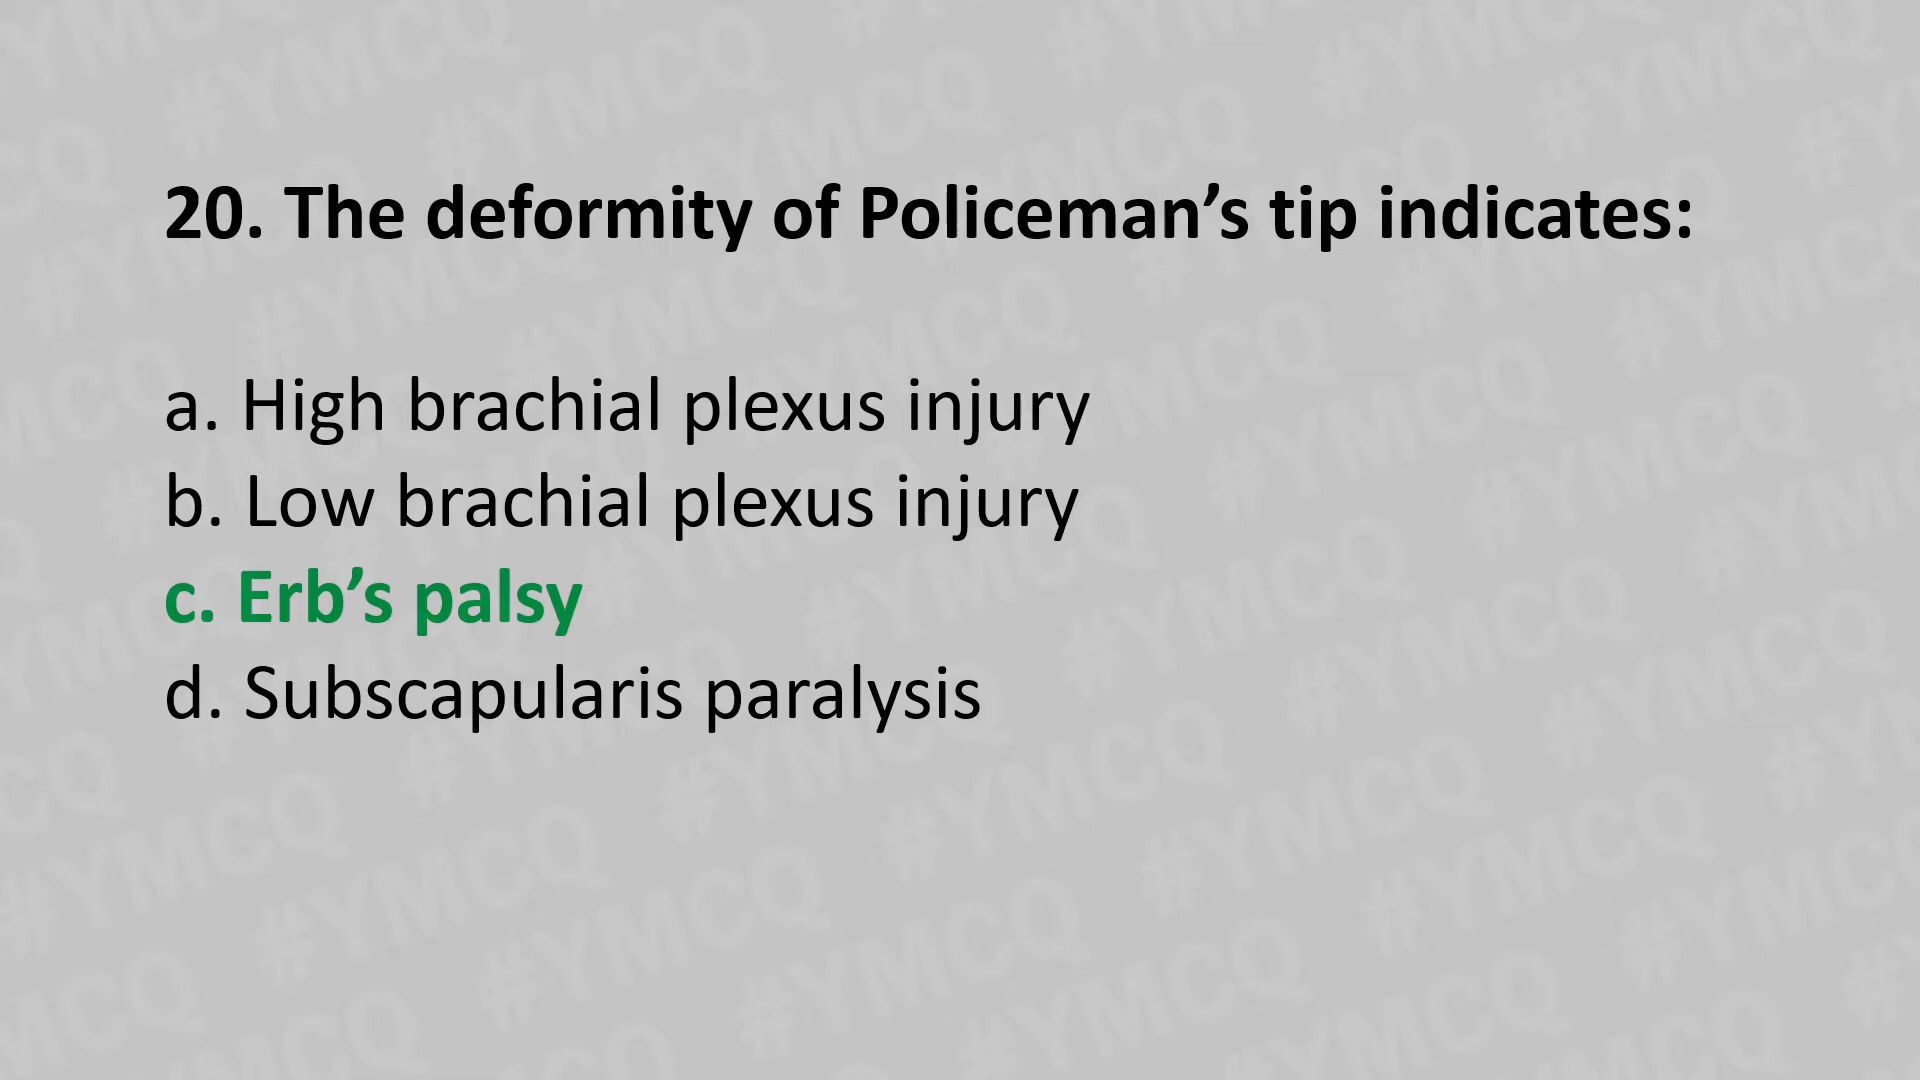 20. The deformity of Policeman’s tip indicates:
a. High brachial plexus injury
b. Low brachial plexus injury
c. Erb’s palsy
d. Subscapularis paralysis
#YMCQ